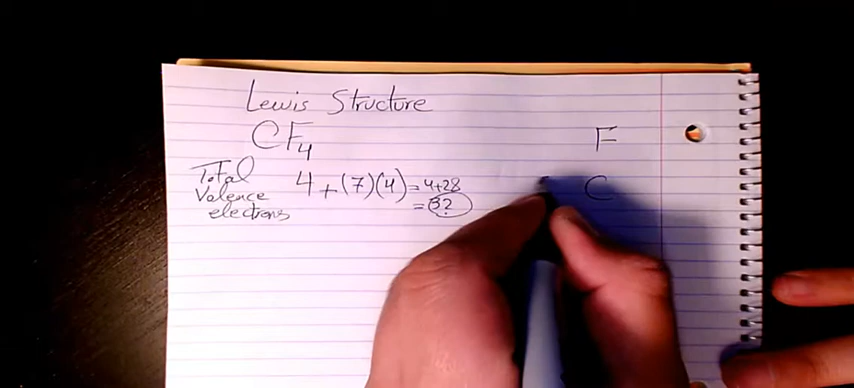 Lewis Structure
CF4
F
Total
Valence
electrons
4 + (7)(4) = 4+28
= 32
C